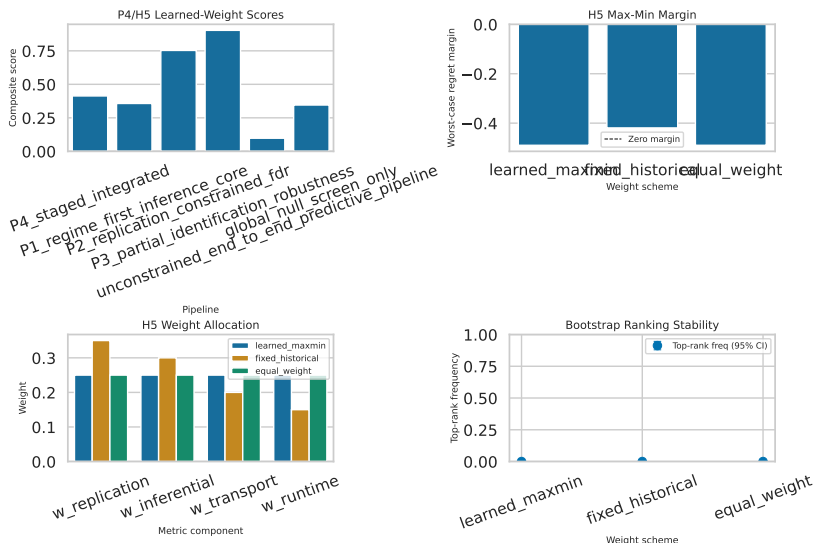 P4/H5 Learned-Weight Scores
Composite score
0.75
0.50
0.25
0.00
P4_staged_integrated
P1_regime_first_inference_core
P2_replication_constrained_fdr
P3_partial_identification_robustness
global_null_screen_only
unconstrained_end_to_end_predictive_pipeline
Pipeline
H5 Max-Min Margin
Worst-case regret margin
0.0
−0.2
−0.4
Zero margin
learned_maxmin
fixed_historical
equal_weight
Weight scheme
H5 Weight Allocation
Weight
0.3
0.2
0.1
0.0
learned_maxmin
fixed_historical
equal_weight
w_replication
w_inferential
w_transport
w_runtime
Metric component
Bootstrap Ranking Stability
Top-rank frequency
1.00
0.75
0.50
0.25
0.00
Top-rank freq (95% CI)
learned_maxmin
fixed_historical
equal_weight
Weight scheme